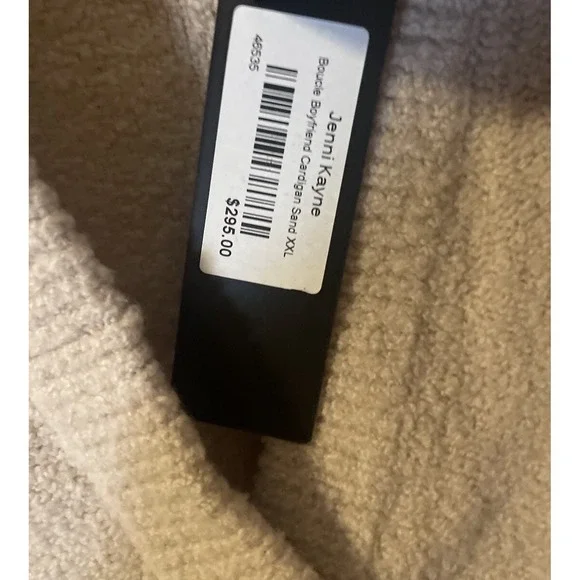 Jenni Kayne
Boucle Boyfriend Cardigan Sand XXL
46535
$295.00